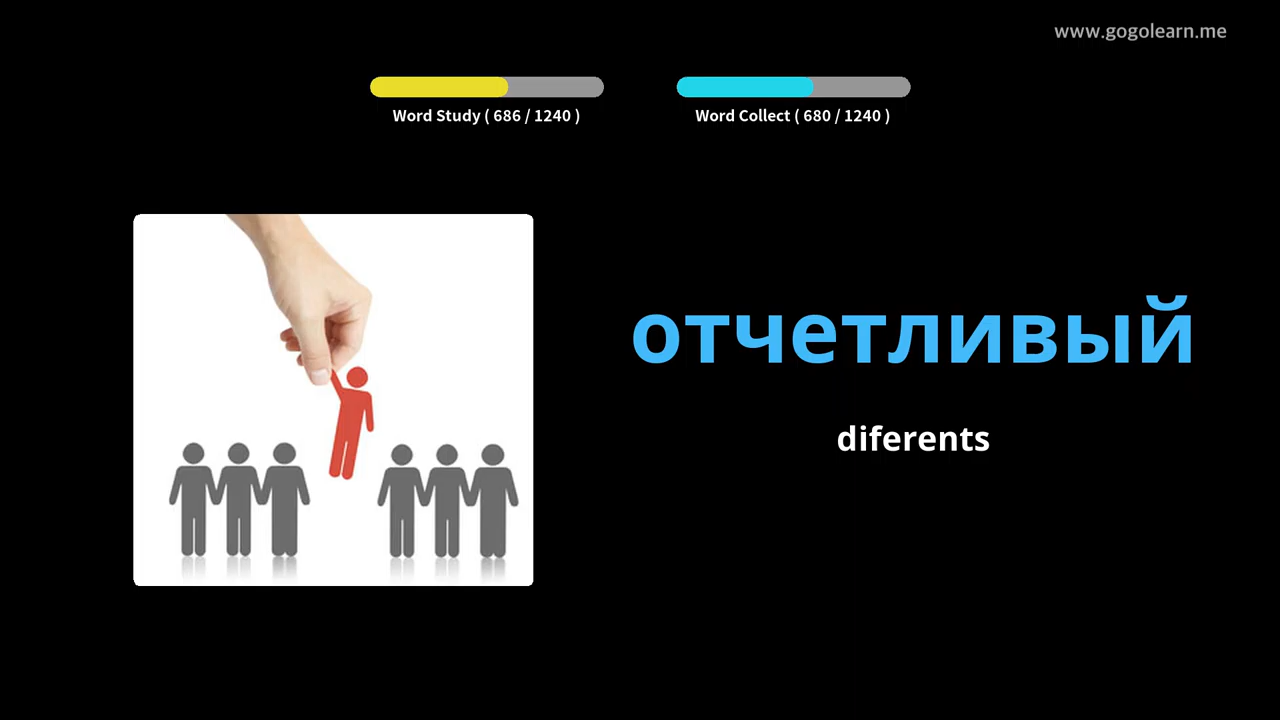 www.gogolearn.me
Word Study ( 686 / 1240 )
Word Collect ( 680 / 1240 )
отчетливый
diferents